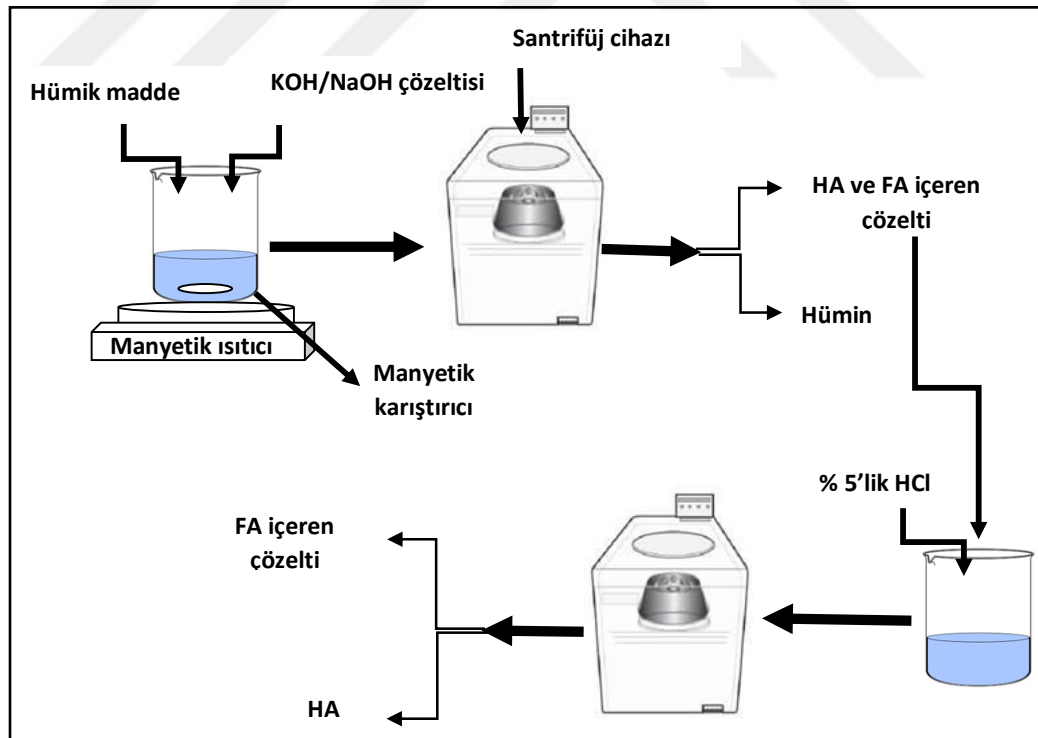 Santrifüj cihazı
Hümik madde
KOH/NaOH çözeltisi
HA ve FA içeren
cözelti
Hümin
Manyetik ısıtıcı
Manyetik
karıştırıcı
% 5'lik HCl
FA içeren
çözelti
HA